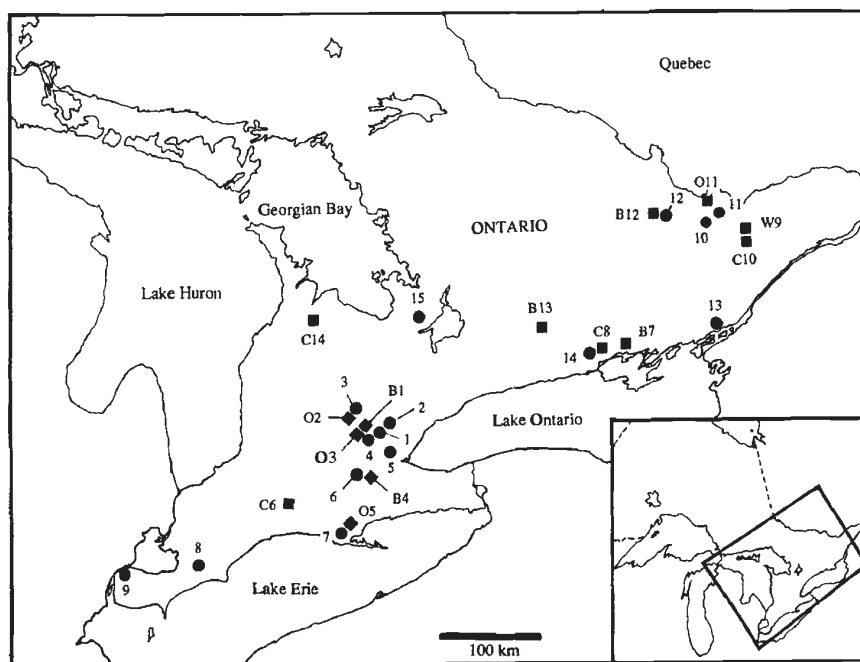 Quebec
O11
12
11
B12
Georgian Bay
ONTARIO
10
W9
C10
Lake Huron
15
B13
13
C14
C8
B7
14
3
B1
O2
2
Lake Ontario
O3
4
1
5
6
B4
C6
O5
7
8
9
Lake Erie
100 km